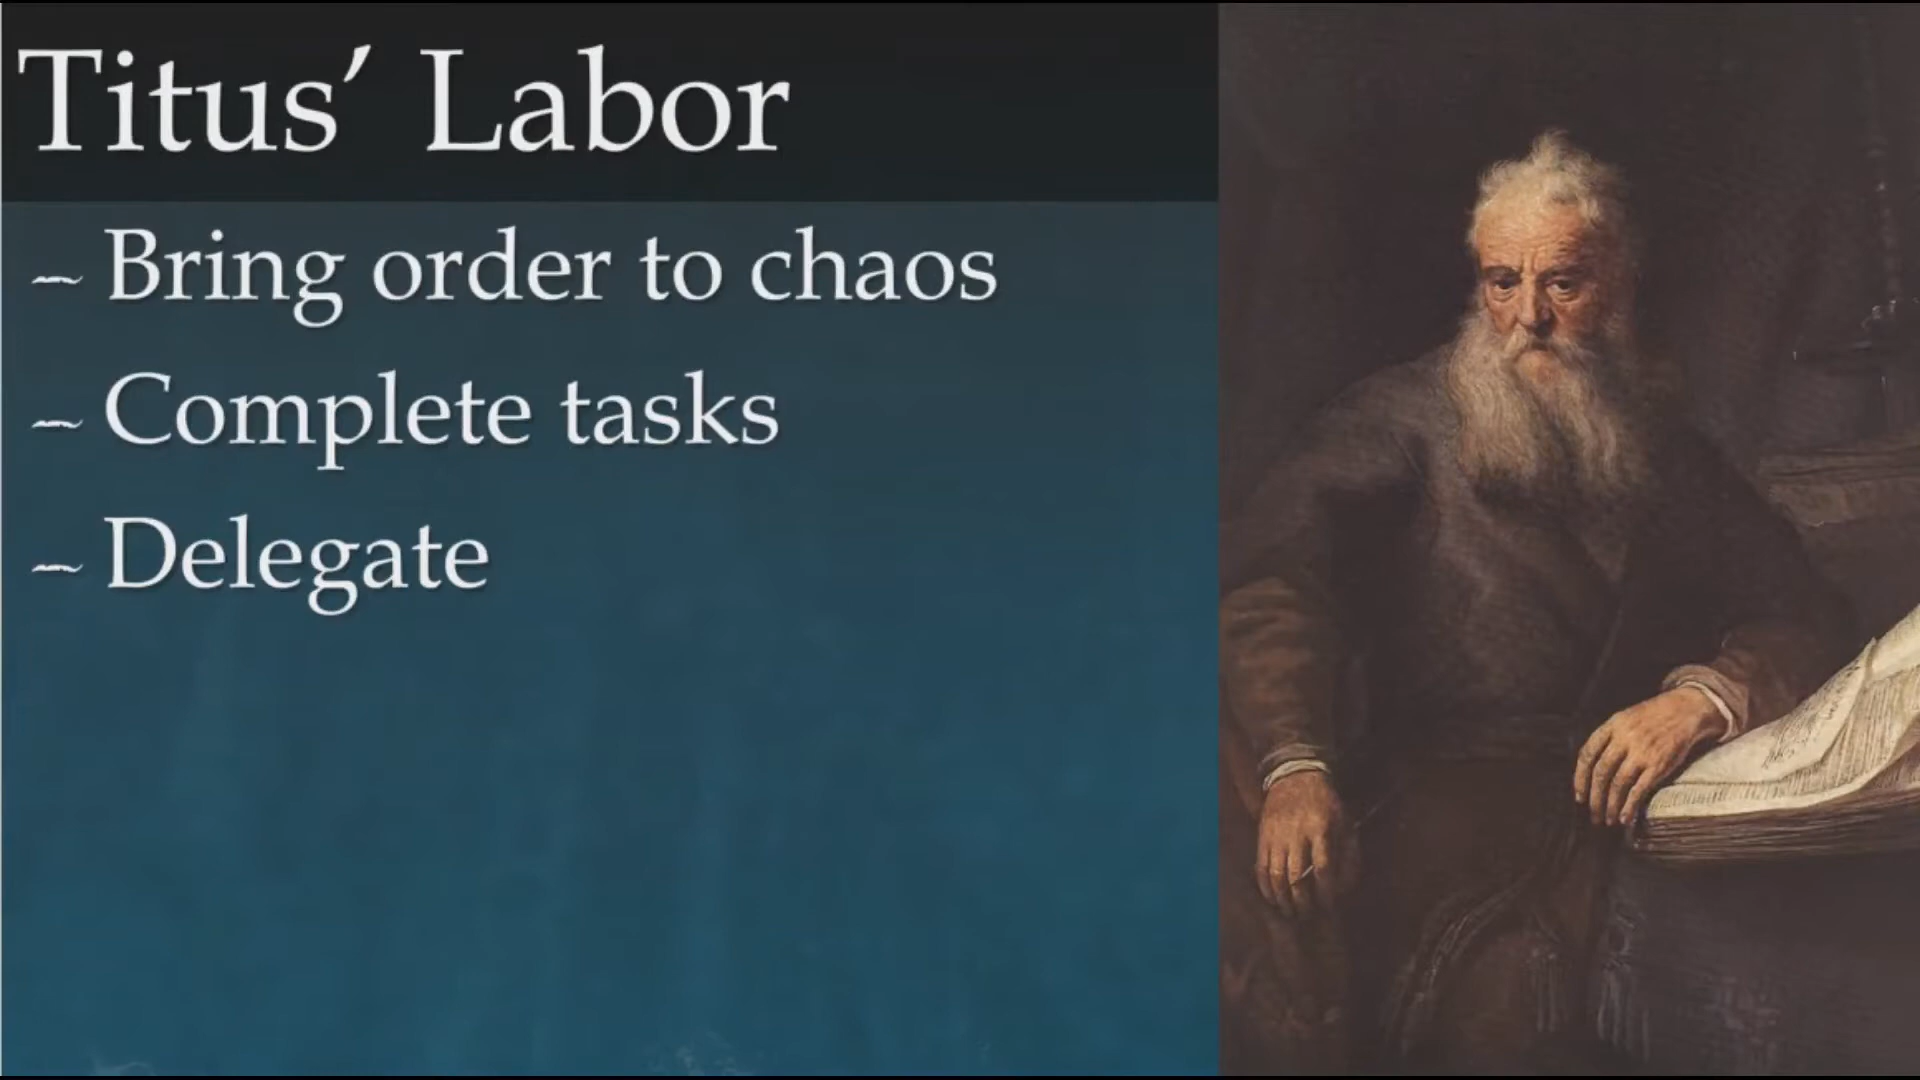 Titus’ Labor
~ Bring order to chaos
~ Complete tasks
~ Delegate